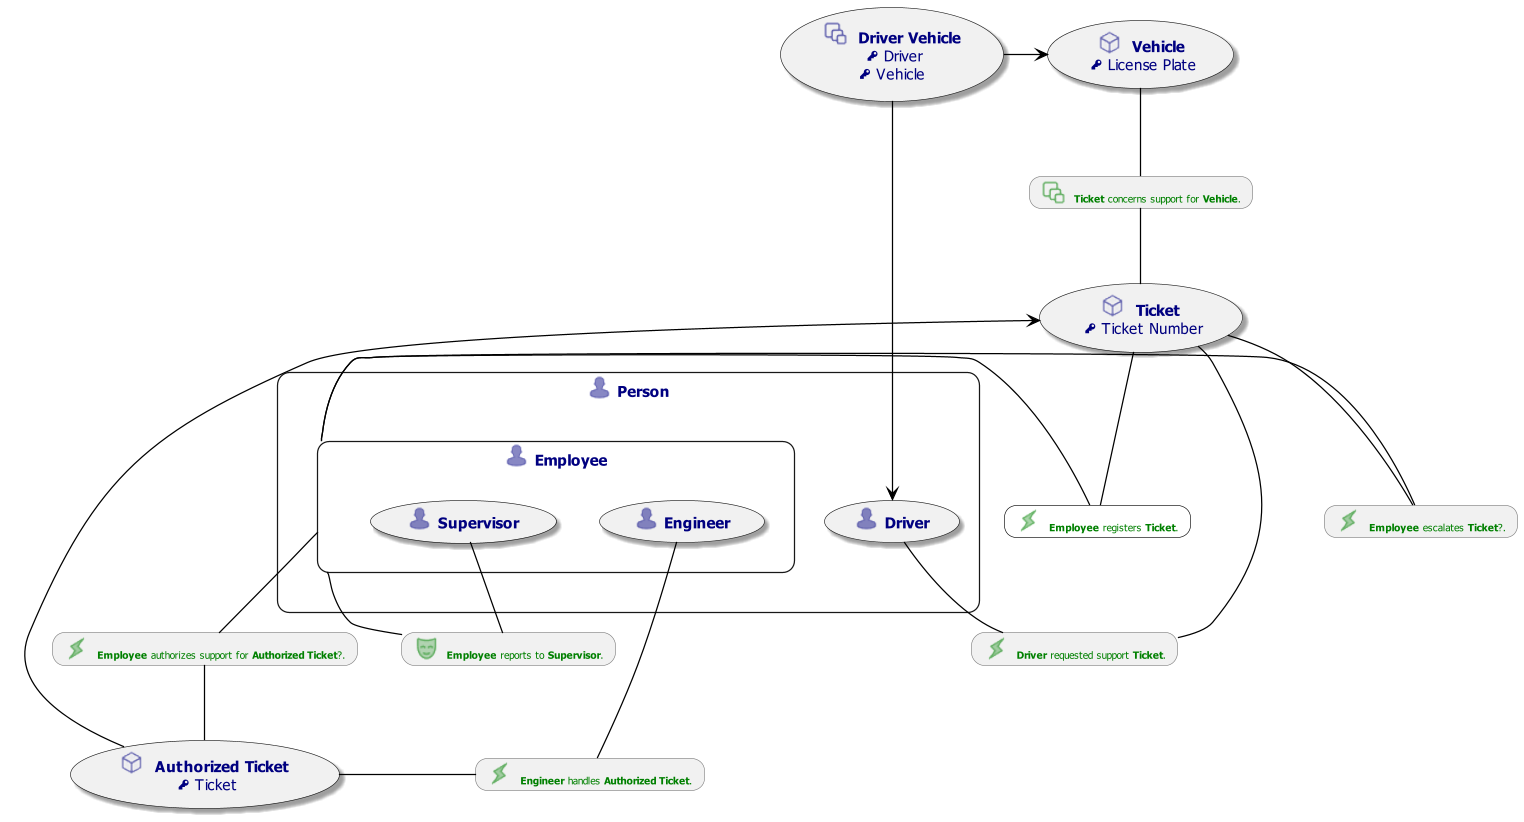 Driver Vehicle
Driver
Vehicle
Vehicle
License Plate
Ticket concerns support for Vehicle.
Ticket
Ticket Number
Person
Employee
Supervisor
Engineer
Driver
Employee registers Ticket.
Employee escalates Ticket?.
Employee authorizes support for Authorized Ticket?.
Employee reports to Supervisor.
Driver requested support Ticket.
Authorized Ticket
Ticket
Engineer handles Authorized Ticket.